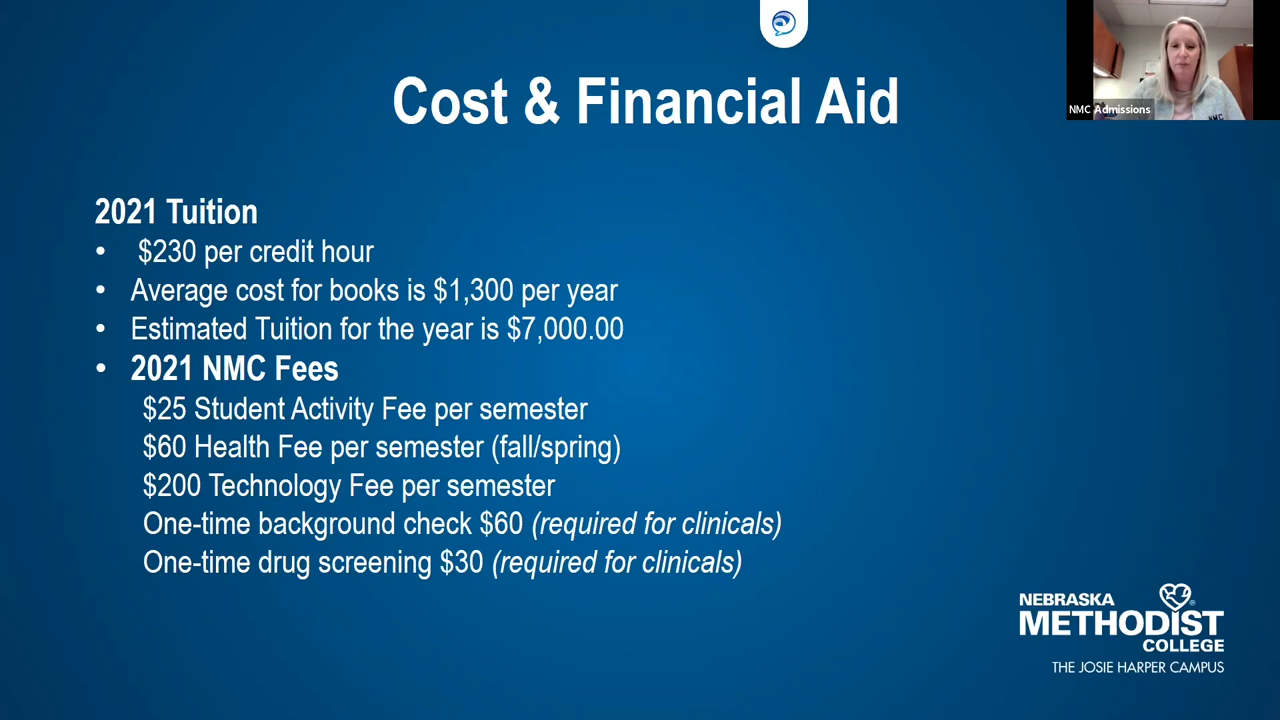 Cost & Financial Aid
NMC Admissions
NMC
2021 Tuition
• $230 per credit hour
• Average cost for books is $1,300 per year
• Estimated Tuition for the year is $7,000.00
• 2021 NMC Fees
$25 Student Activity Fee per semester
$60 Health Fee per semester (fall/spring)
$200 Technology Fee per semester
One-time background check $60 (required for clinicals)
One-time drug screening $30 (required for clinicals)
NEBRASKA
METHODIST
COLLEGE
THE JOSIE HARPER CAMPUS